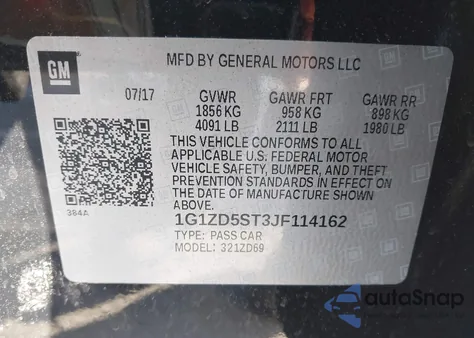 GM
MFD BY GENERAL MOTORS LLC
07/17 GVWR GAWR FRT GAWR RR
1856 KG 958 KG 898 KG
4091 LB 2111 LB 1980 LB
THIS VEHICLE CONFORMS TO ALL
APPLICABLE U.S. FEDERAL MOTOR
VEHICLE SAFETY, BUMPER, AND THEFT
PREVENTION STANDARDS IN EFFECT ON
THE DATE OF MANUFACTURE SHOWN
ABOVE.
384A
1G1ZD5ST3JF114162
TYPE: PASS CAR
MODEL: 321ZD69
autoSnap